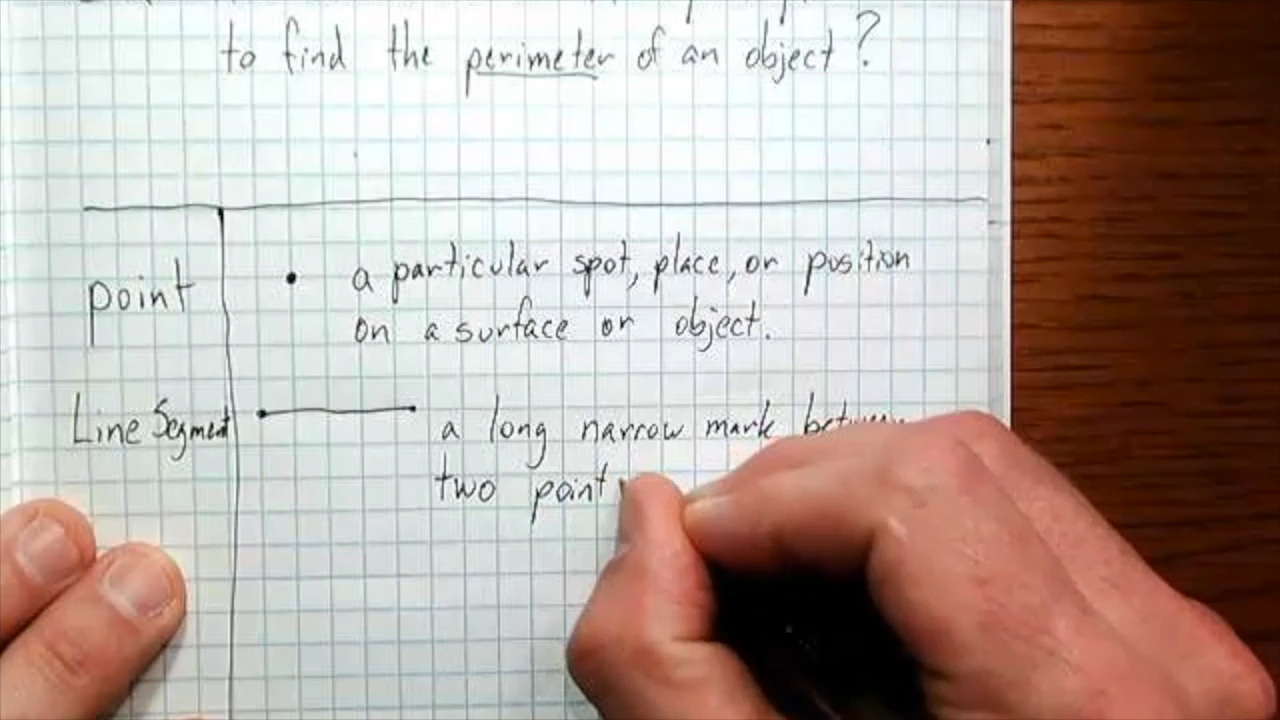 to find the perimeter of an object?
point
a particular spot, place, or position
on a surface or object.
Line Segment
a long narrow mark between
two point